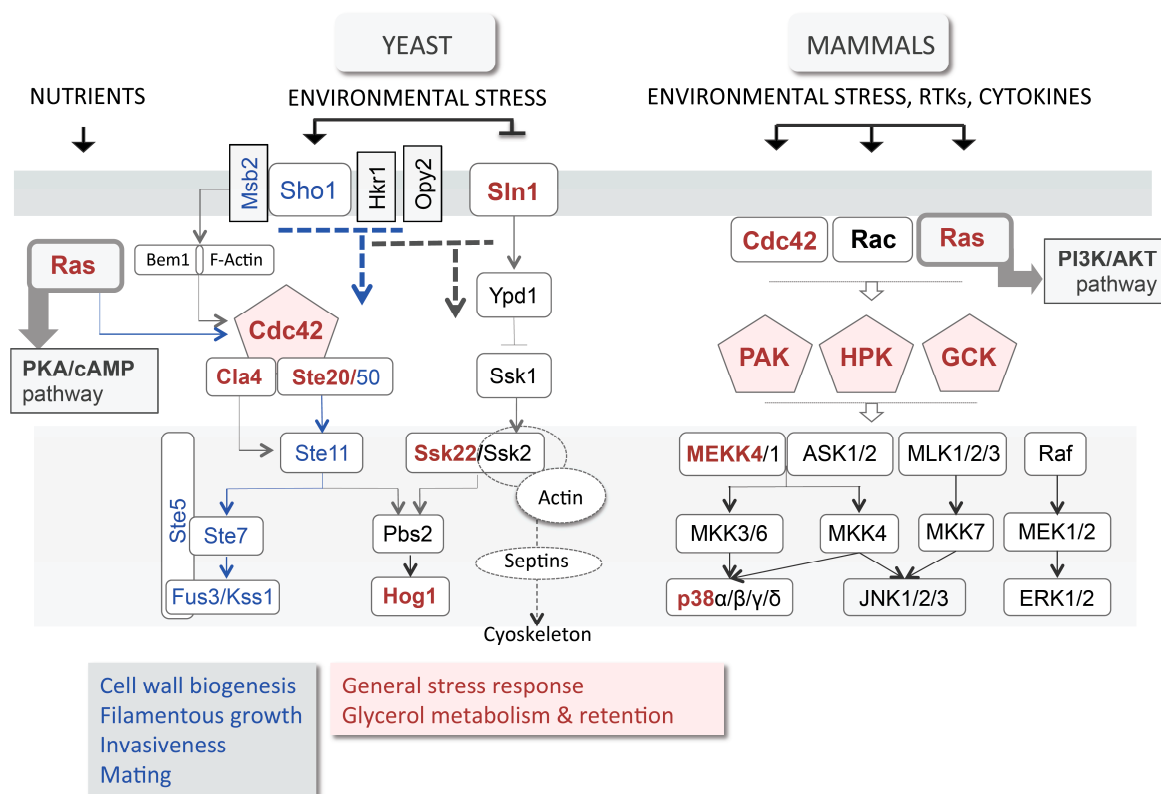 YEAST
MAMMALS
NUTRIENTS
ENVIRONMENTAL STRESS
ENVIRONMENTAL STRESS, RTKs, CYTOKINES
Msb2
Sho1
Hkr1
Opy2
Sln1
Cdc42
Rac
Ras
PI3K/AKT
pathway
Bem1
F-Actin
Ras
Ypd1
Cdc42
PKA/cAMP
pathway
Cla4
Ste20/50
Ssk1
PAK
HPK
GCK
Ste11
Ssk22/Ssk2
MEKK4/1
ASK1/2
MLK1/2/3
Raf
Actin
Ste5
Ste7
Pbs2
MKK3/6
MKK4
MKK7
MEK1/2
Septins
Fus3/Kss1
Hog1
p38α/β/γ/δ
JNK1/2/3
ERK1/2
Cyoskeleton
Cell wall biogenesis
Filamentous growth
Invasiveness
Mating
General stress response
Glycerol metabolism & retention